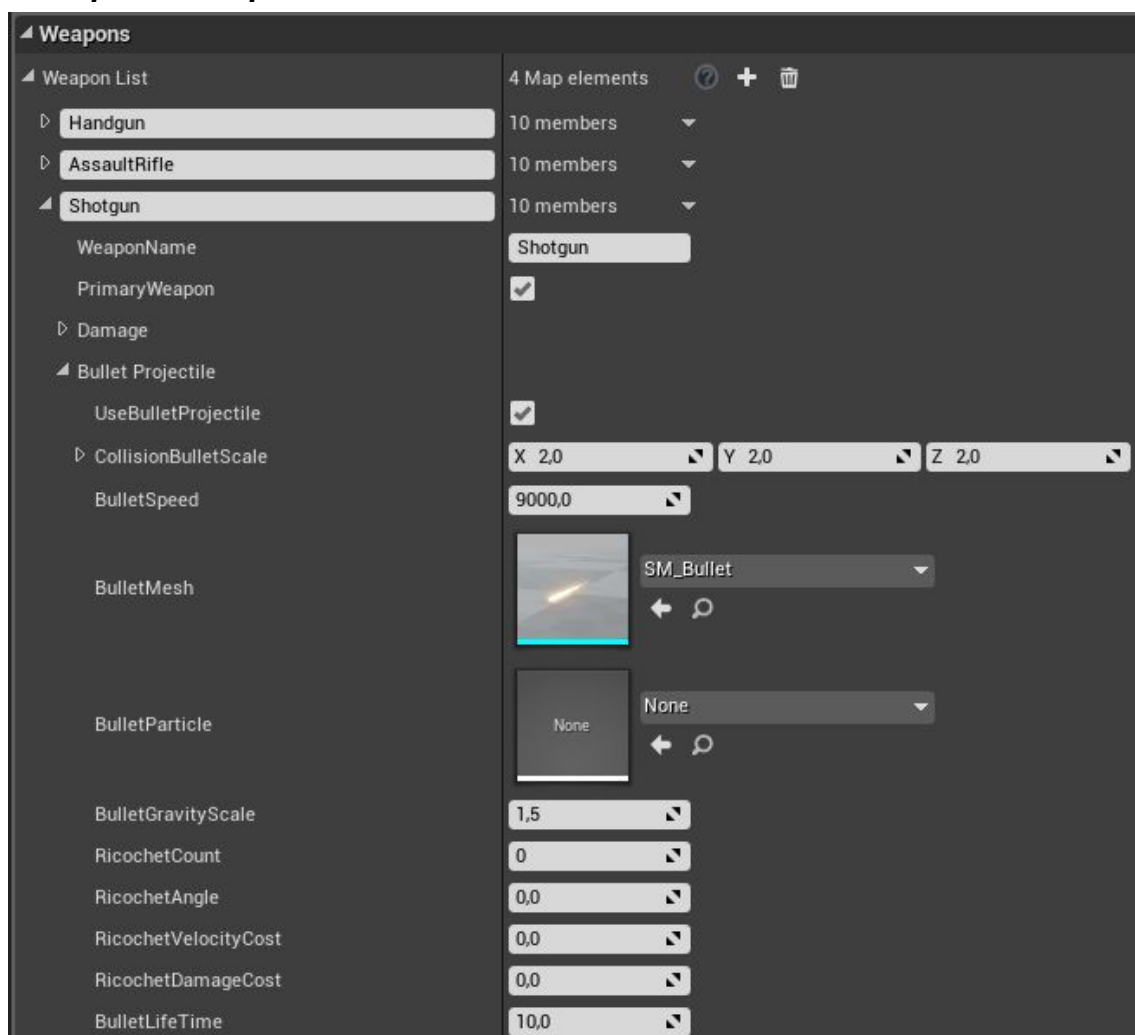 Weapons
Weapon List 4 Map elements
Handgun 10 members
AssaultRifle 10 members
Shotgun 10 members
WeaponName Shotgun
PrimaryWeapon
Damage
Bullet Projectile
UseBulletProjectile
CollisionBulletScale X 2,0 Y 2,0 Z 2,0
BulletSpeed 9000,0
BulletMesh SM_Bullet
BulletParticle None None
BulletGravityScale 1,5
RicochetCount 0
RicochetAngle 0,0
RicochetVelocityCost 0,0
RicochetDamageCost 0,0
BulletLifeTime 10,0